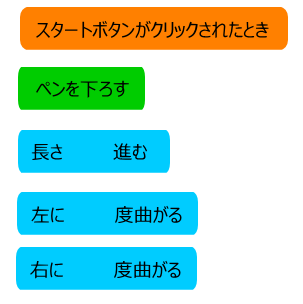 スタートボタンがクリックされたとき
ペンを下ろす
長さ　　　進む
左に　　　度曲がる
右に　　　度曲がる